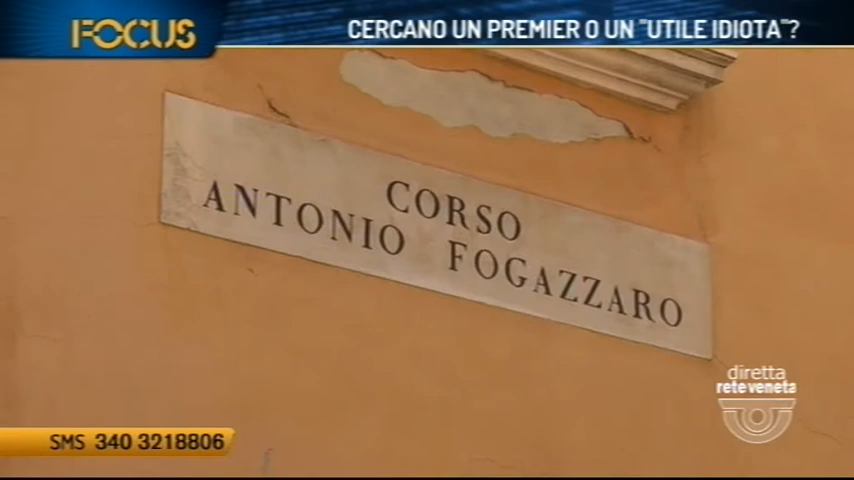 FOCUS
CERCANO UN PREMIER O UN "UTILE IDIOTA"?
CORSO
ANTONIO FOGAZZARO
diretta
reteveneta
SMS 340 3218806